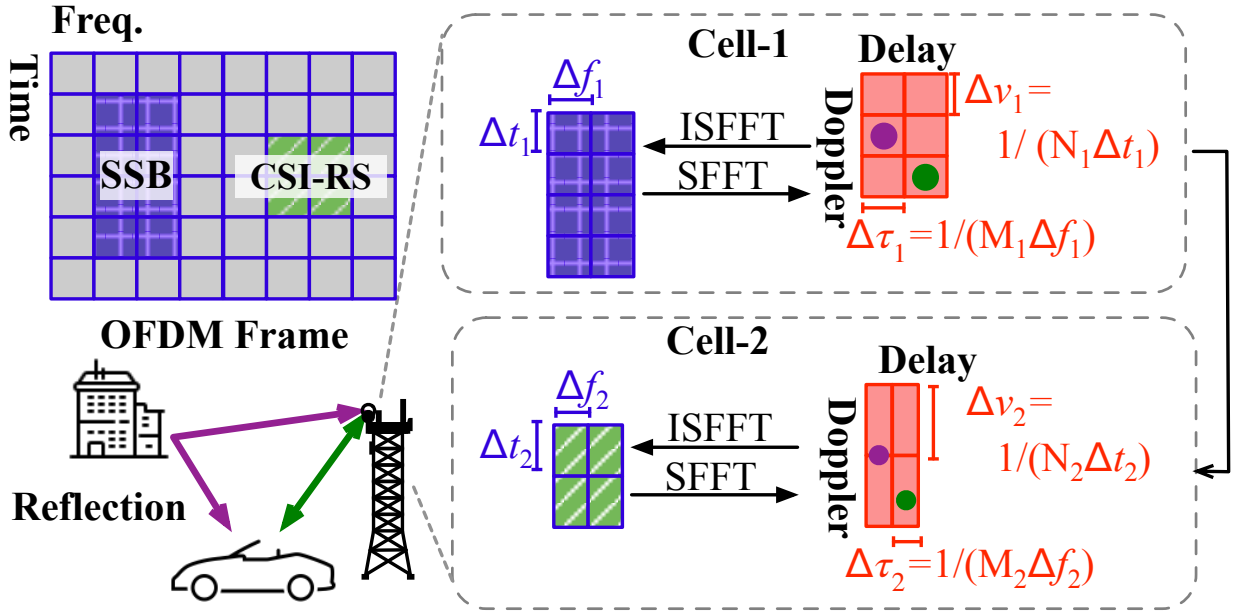 Freq.
Time
SSB
CSI-RS
OFDM Frame
Reflection
Cell-1
Δf₁
Δt₁
ISFFT
SFFT
Delay
Doppler
Δν₁=
1/ (N₁Δt₁)
Δτ₁=1/(M₁Δf₁)
Cell-2
Δf₂
Δt₂
ISFFT
SFFT
Delay
Doppler
Δν₂=
1/(N₂Δt₂)
Δτ₂=1/(M₂Δf₂)